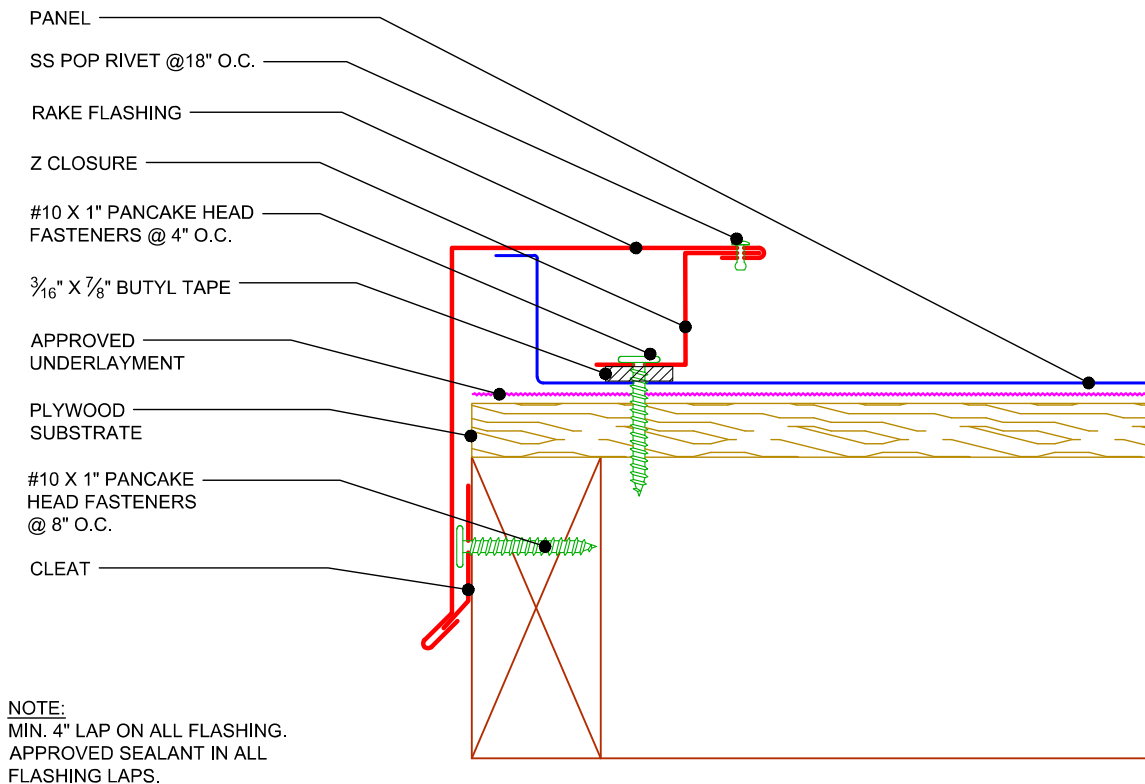 PANEL
SS POP RIVET @18" O.C.
RAKE FLASHING
Z CLOSURE
#10 X 1" PANCAKE HEAD
FASTENERS @ 4" O.C.
3/16" X 7/8" BUTYL TAPE
APPROVED
UNDERLAYMENT
PLYWOOD
SUBSTRATE
#10 X 1" PANCAKE
HEAD FASTENERS
@ 8" O.C.
CLEAT
NOTE:
MIN. 4" LAP ON ALL FLASHING.
APPROVED SEALANT IN ALL
FLASHING LAPS.